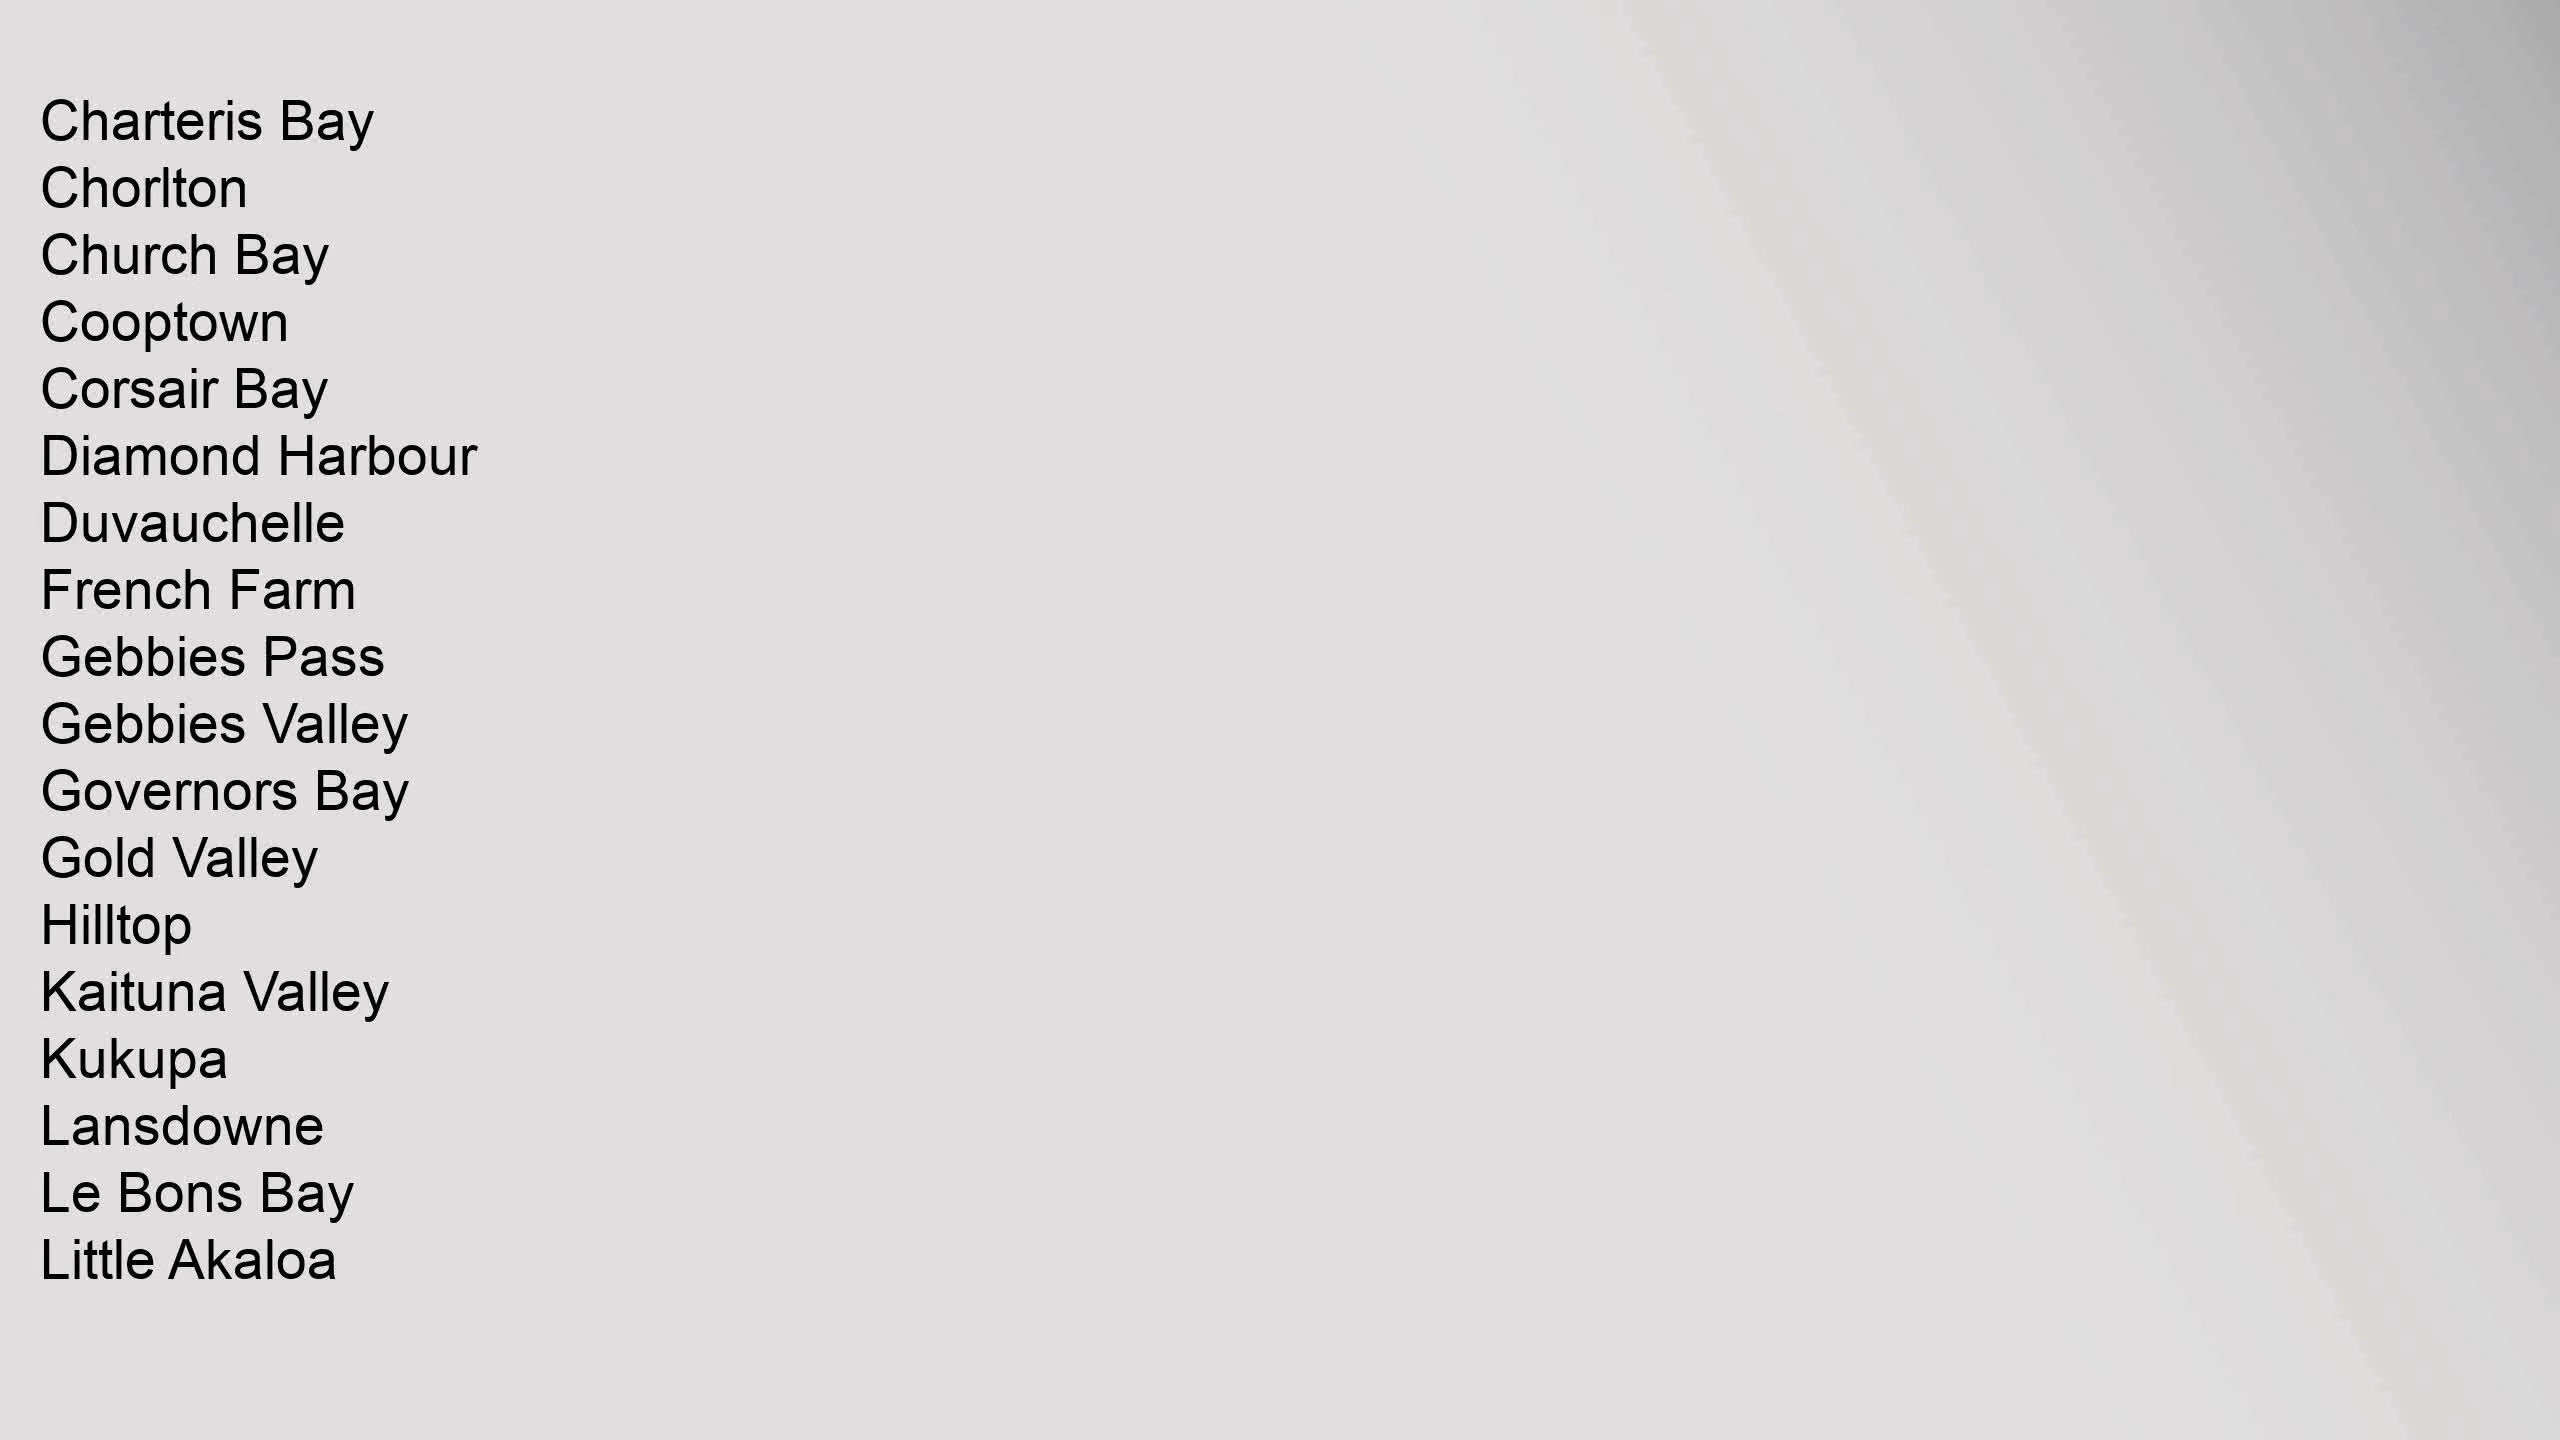 Charteris Bay
Chorlton
Church Bay
Cooptown
Corsair Bay
Diamond Harbour
Duvauchelle
French Farm
Gebbies Pass
Gebbies Valley
Governors Bay
Gold Valley
Hilltop
Kaituna Valley
Kukupa
Lansdowne
Le Bons Bay
Little Akaloa